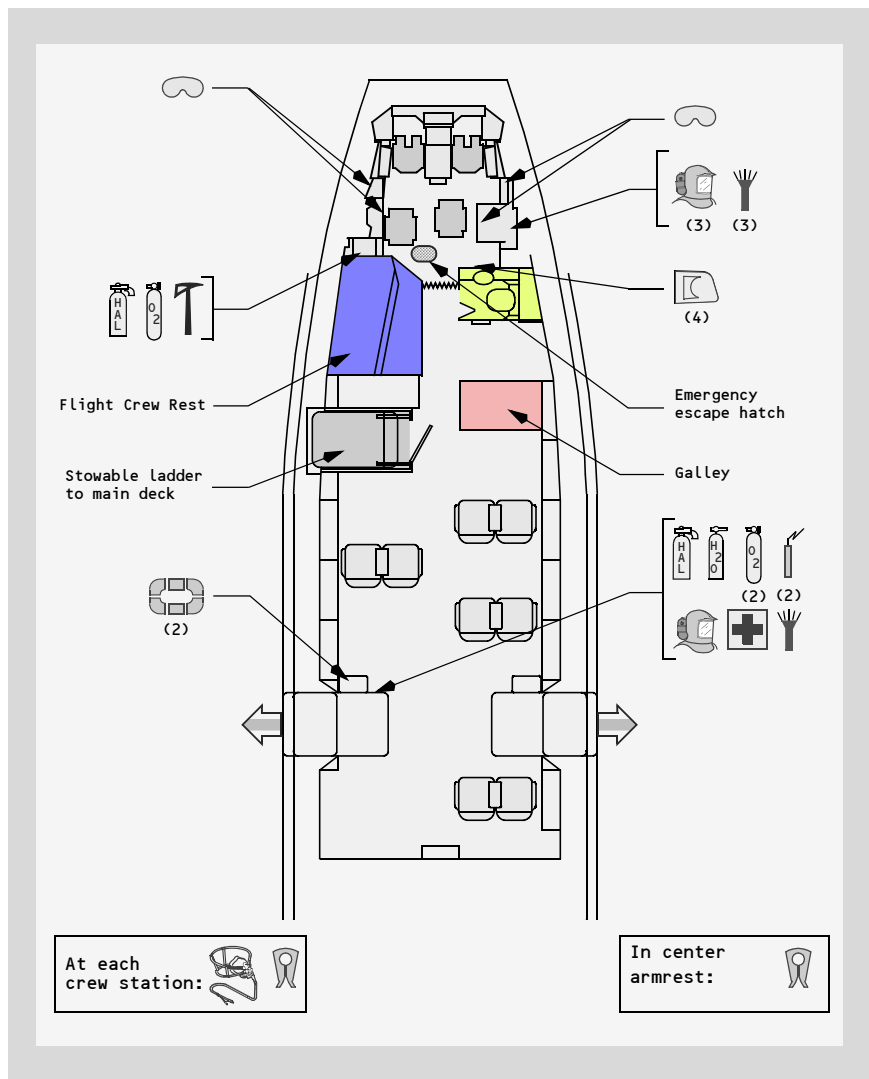 (3) (3)
HAL
O2
(4)
Flight Crew Rest
Emergency
escape hatch
Stowable ladder
to main deck
Galley
HAL
H2O
O2
(2) (2)
(2)
At each
crew station:
In center
armrest: